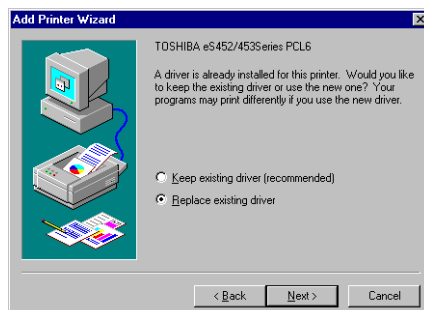 Add Printer Wizard
TOSHIBA eS452/453Series PCL6
A driver is already installed for this printer. Would you like
to keep the existing driver or use the new one? Your
programs may print differently if you use the new driver.
Keep existing driver (recommended)
Replace existing driver
< Back
Next >
Cancel